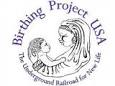 Birthing Project USA
The Underground Railroad for New Life